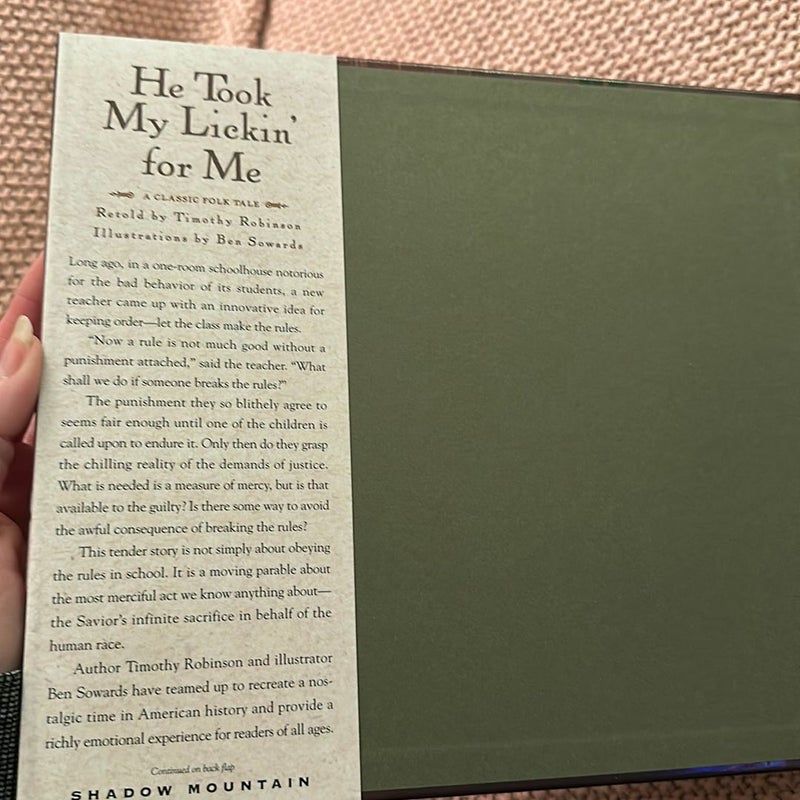 He Took
My Lickin'
for Me
A CLASSIC FOLK TALE
Retold by Timothy Robinson
Illustrations by Ben Sowards
Long ago, in a one-room schoolhouse notorious
for the bad behavior of its students, a new
teacher came up with an innovative idea for
keeping order—let the class make the rules.
"Now a rule is not much good without a
punishment attached," said the teacher. "What
shall we do if someone breaks the rules?"
The punishment they so blithely agree to
seems fair enough until one of the children is
called upon to endure it. Only then do they grasp
the chilling reality of the demands of justice.
What is needed is a measure of mercy, but is that
available to the guilty? Is there some way to avoid
the awful consequence of breaking the rules?
This tender story is not simply about obeying
the rules in school. It is a moving parable about
the most merciful act we know anything about—
the Savior's infinite sacrifice in behalf of the
human race.
Author Timothy Robinson and illustrator
Ben Sowards have teamed up to recreate a nos-
talgic time in American history and provide a
richly emotional experience for readers of all ages.
Continued on back flap
SHADOW MOUNTAIN